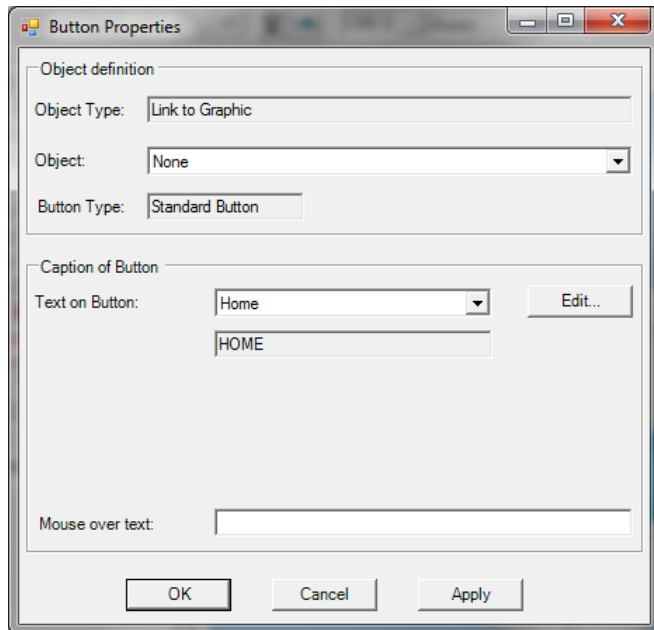 Button Properties
Object definition
Object Type: Link to Graphic
Object: None
Button Type: Standard Button
Caption of Button
Text on Button: Home Edit...
HOME
Mouse over text:
OK Cancel Apply